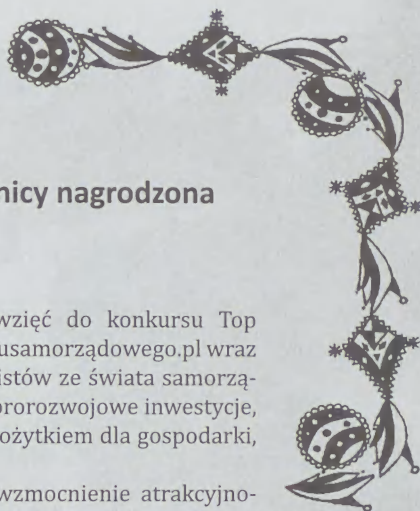 nicy nagrodzona
wzięć do konkursu Top
usamorządowego.pl wraz
istów ze świata samorzą-
prorozwojowe inwestycje,
ożytkiem dla gospodarki,
wzmocnienie atrakcyjno-